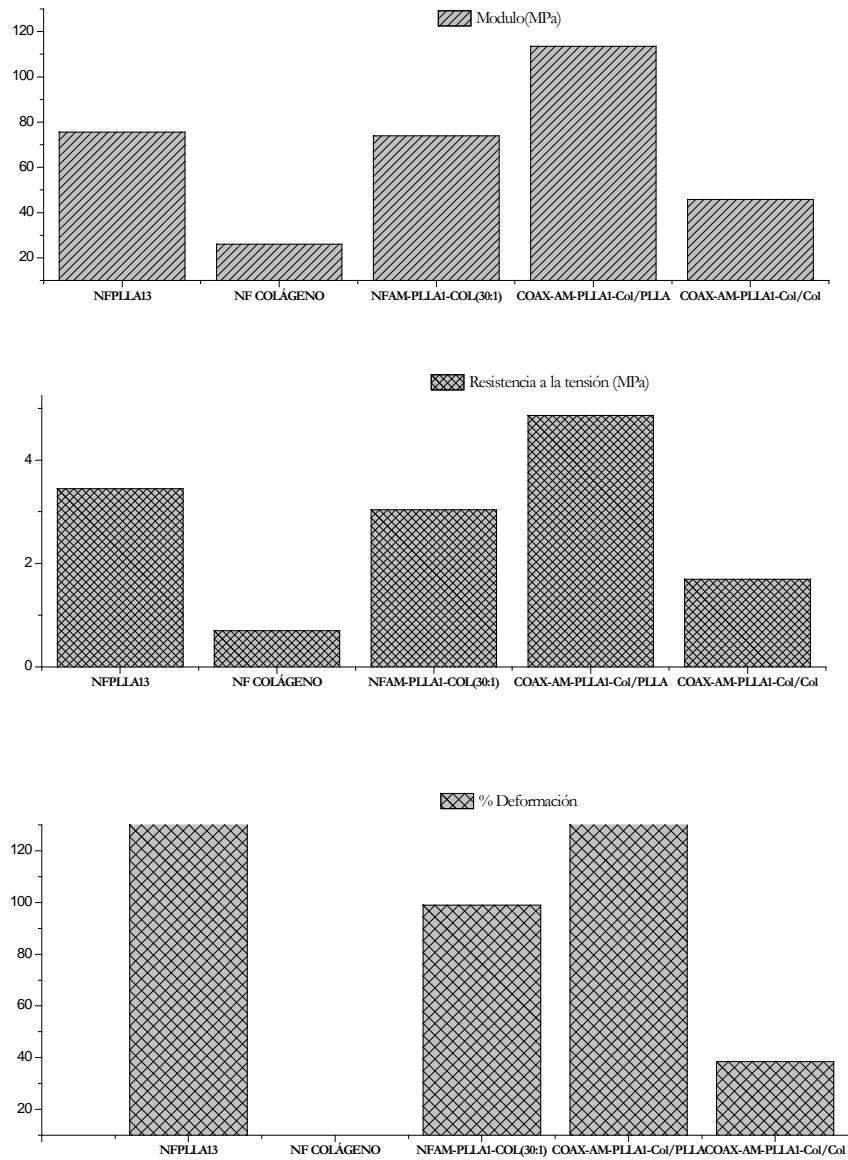 Modulo(MPa)
120
100
80
60
40
20
NFPLLA13 NF COLÁGENO NFAM-PLLA1-COL(30:1) COAX-AM-PLLA1-Col/PLLA COAX-AM-PLLA1-Col/Col
Resistencia a la tensión (MPa)
4
2
0
NFPLLA13 NF COLÁGENO NFAM-PLLA1-COL(30:1) COAX-AM-PLLA1-Col/PLLA COAX-AM-PLLA1-Col/Col
% Deformación
120
100
80
60
40
20
NFPLLA13 NF COLÁGENO NFAM-PLLA1-COL(30:1) COAX-AM-PLLA1-Col/PLLA COAX-AM-PLLA1-Col/Col